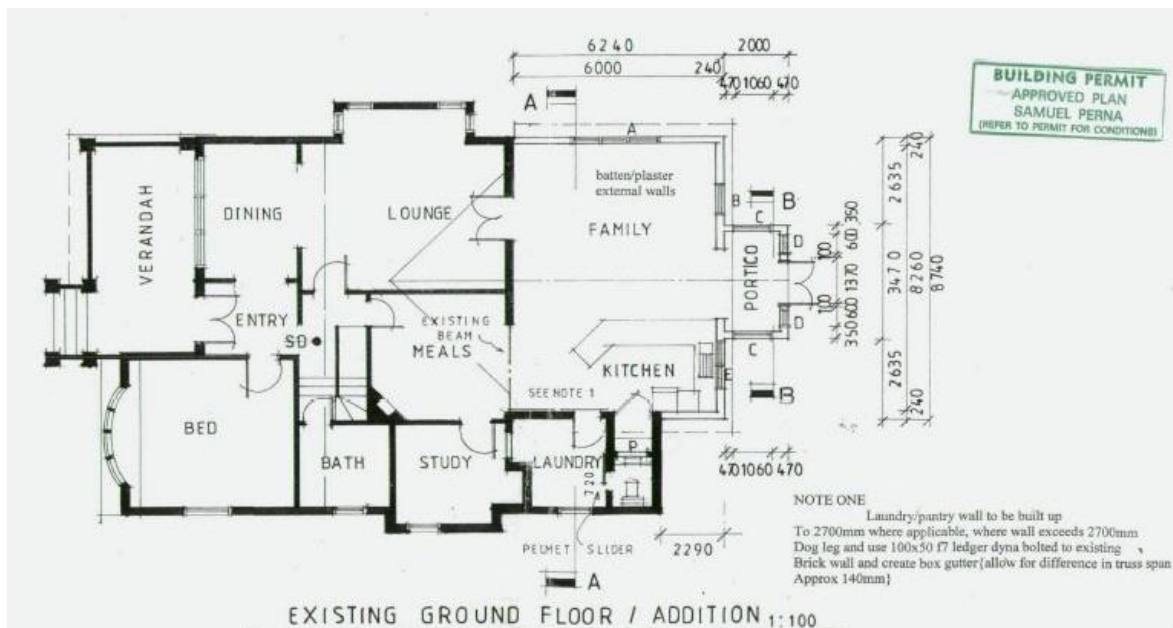 6240
2000
6000
240
470
1060
470
BUILDING PERMIT
APPROVED PLAN
SAMUEL PERNA
(REFER TO PERMIT FOR CONDITIONS)
A
A
batten/plaster
external walls
VERANDAH
DINING
LOUNGE
FAMILY
B
B
C
D
PORTICO
240
2635
350
600
100
1370
100
600
350
3470
8260
8740
2635
240
ENTRY
SD
EXISTING
BEAM
MEALS
D
C
KITCHEN
E
SEE NOTE 1
B
BED
BATH
STUDY
LAUNDRY
P
720
470
1060
470
2290
PELMET SLIDER
A
NOTE ONE
Laundry/pantry wall to be built up
To 2700mm where applicable, where wall exceeds 2700mm
Dog leg and use 100x50 f7 ledger dyna bolted to existing
Brick wall and create box gutter{allow for difference in truss span
Approx 140mm}
EXISTING GROUND FLOOR / ADDITION 1:100